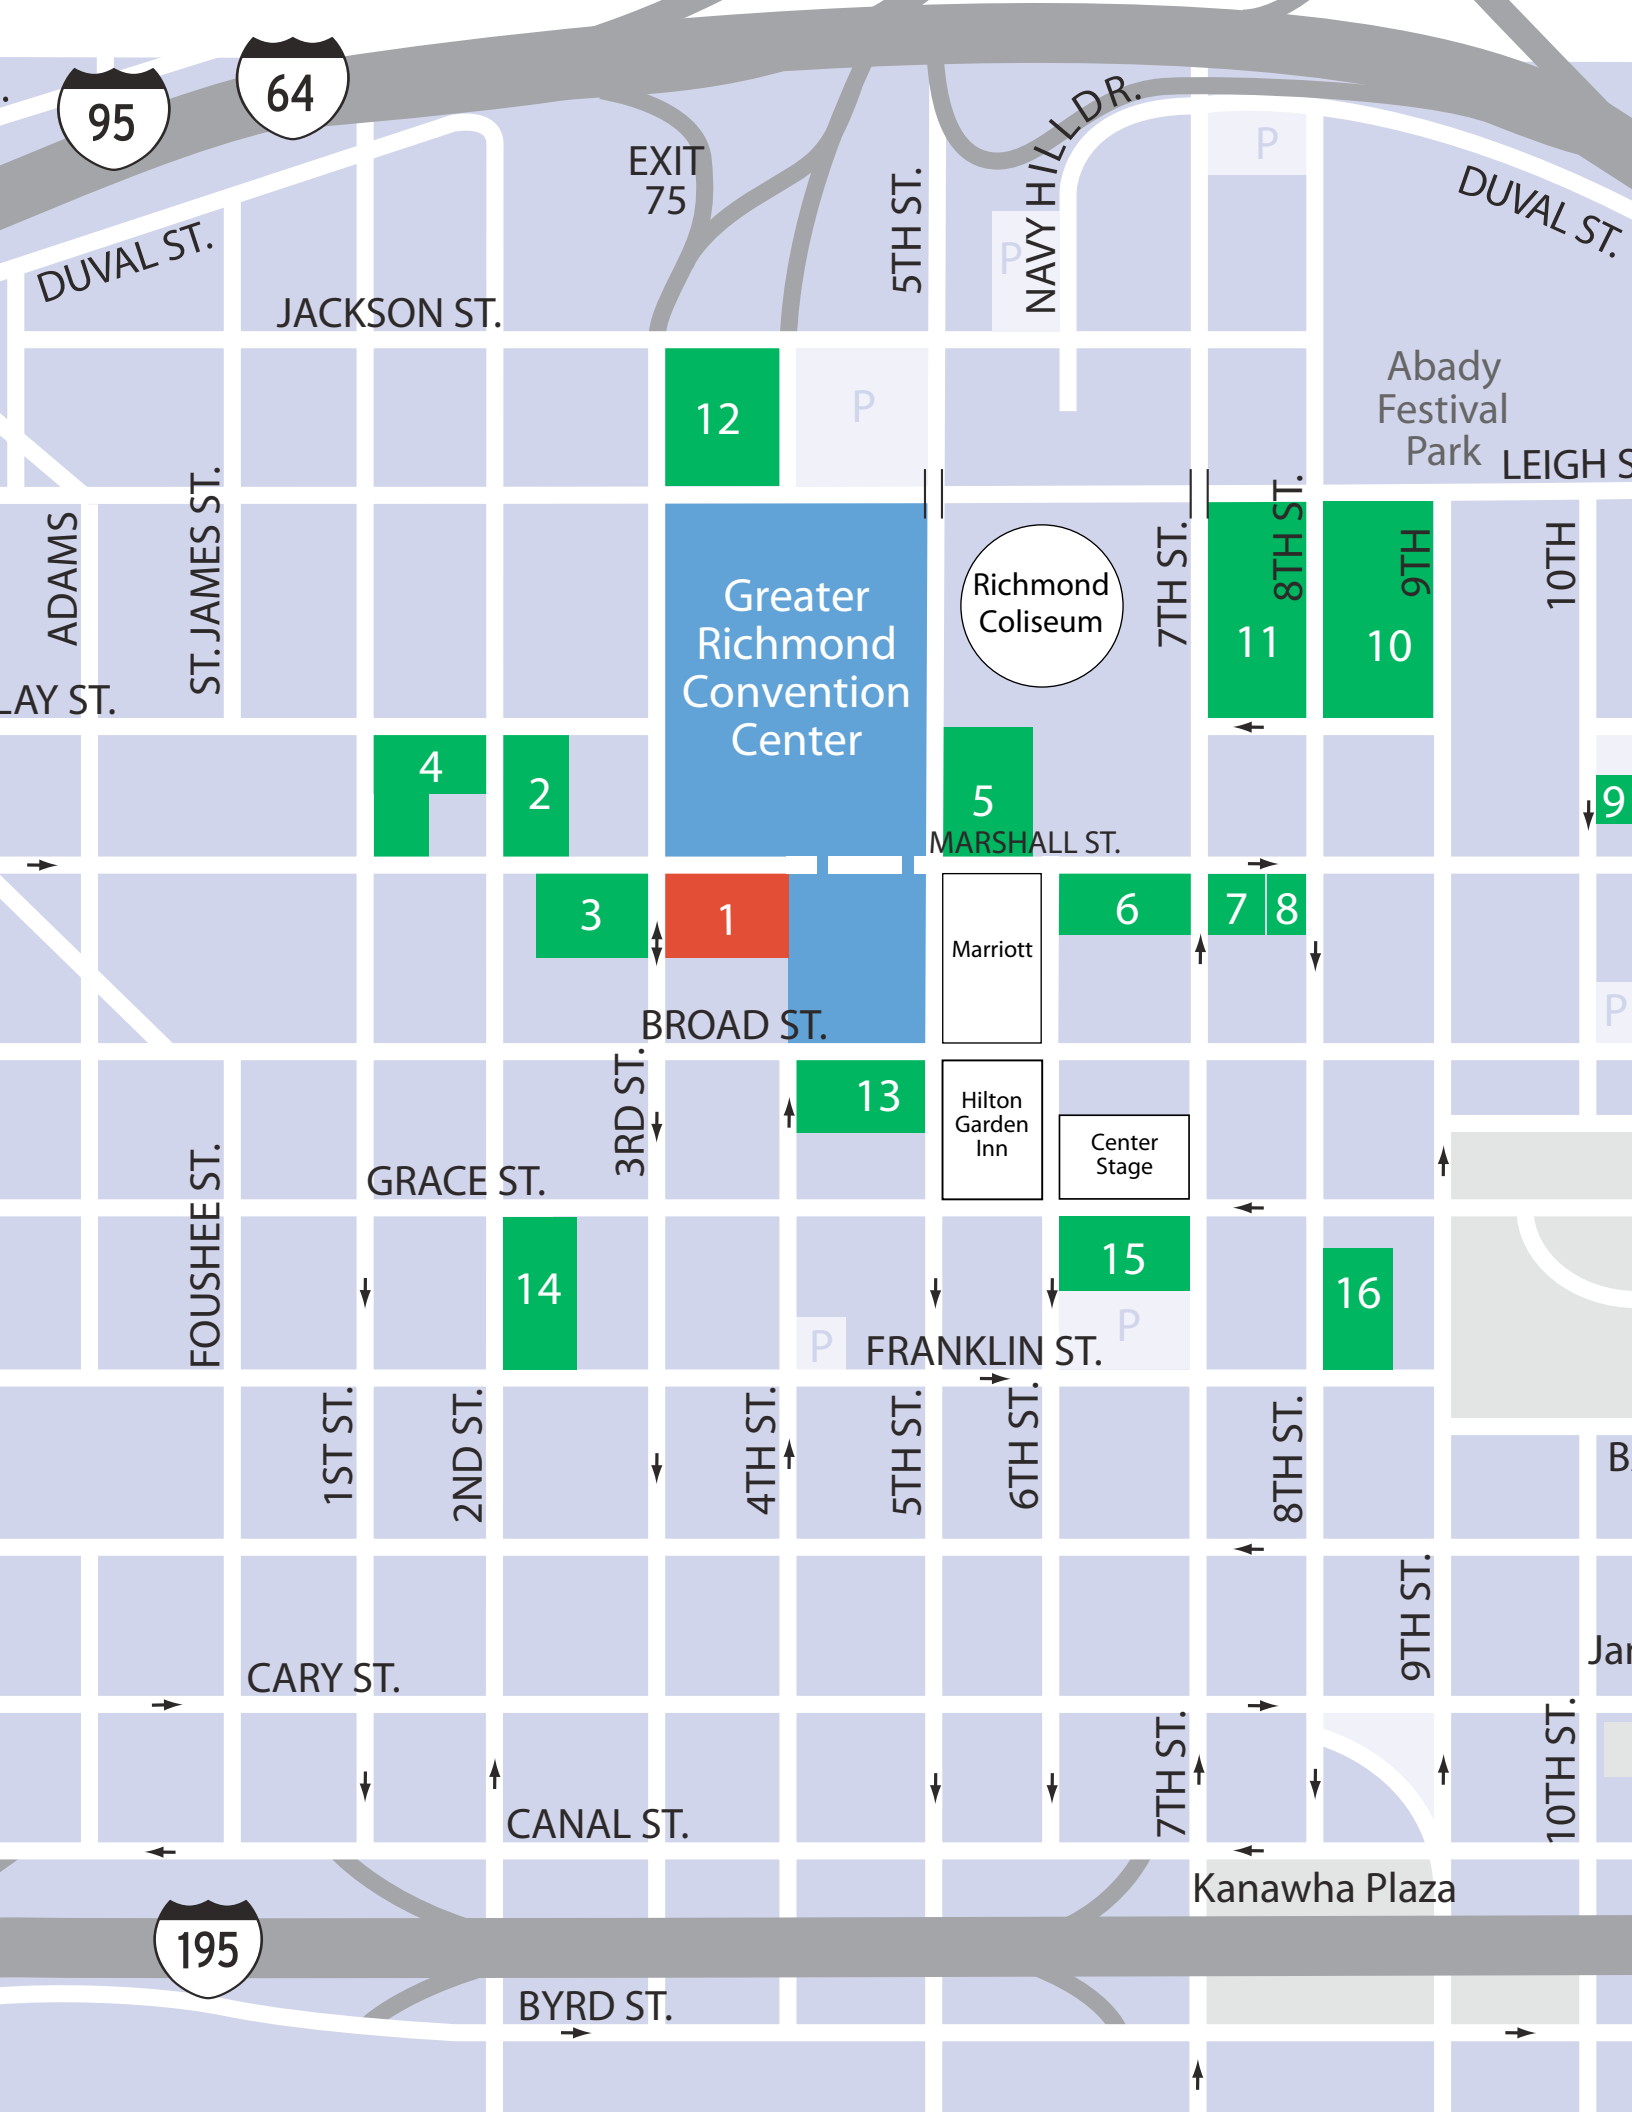 64
95
EXIT
75
NAVY HILL DR.
P
DUVAL ST.
5TH ST.
P
DUVAL ST.
JACKSON ST.
12
P
Abady
Festival
Park
LEIGH S
ADAMS
ST. JAMES ST.
Greater
Richmond
Convention
Center
Richmond
Coliseum
7TH ST.
8TH ST.
9TH
10TH
11
10
LAY ST.
4
2
5
9
MARSHALL ST.
3
1
6
7
8
Marriott
BROAD ST.
P
3RD ST.
13
Hilton
Garden
Inn
Center
Stage
FOUSHEE ST.
GRACE ST.
14
15
16
P
P
FRANKLIN ST.
1ST ST.
2ND ST.
4TH ST.
5TH ST.
6TH ST.
8TH ST.
B
9TH ST.
CARY ST.
Jar
7TH ST.
10TH ST.
CANAL ST.
Kanawha Plaza
195
BYRD ST.